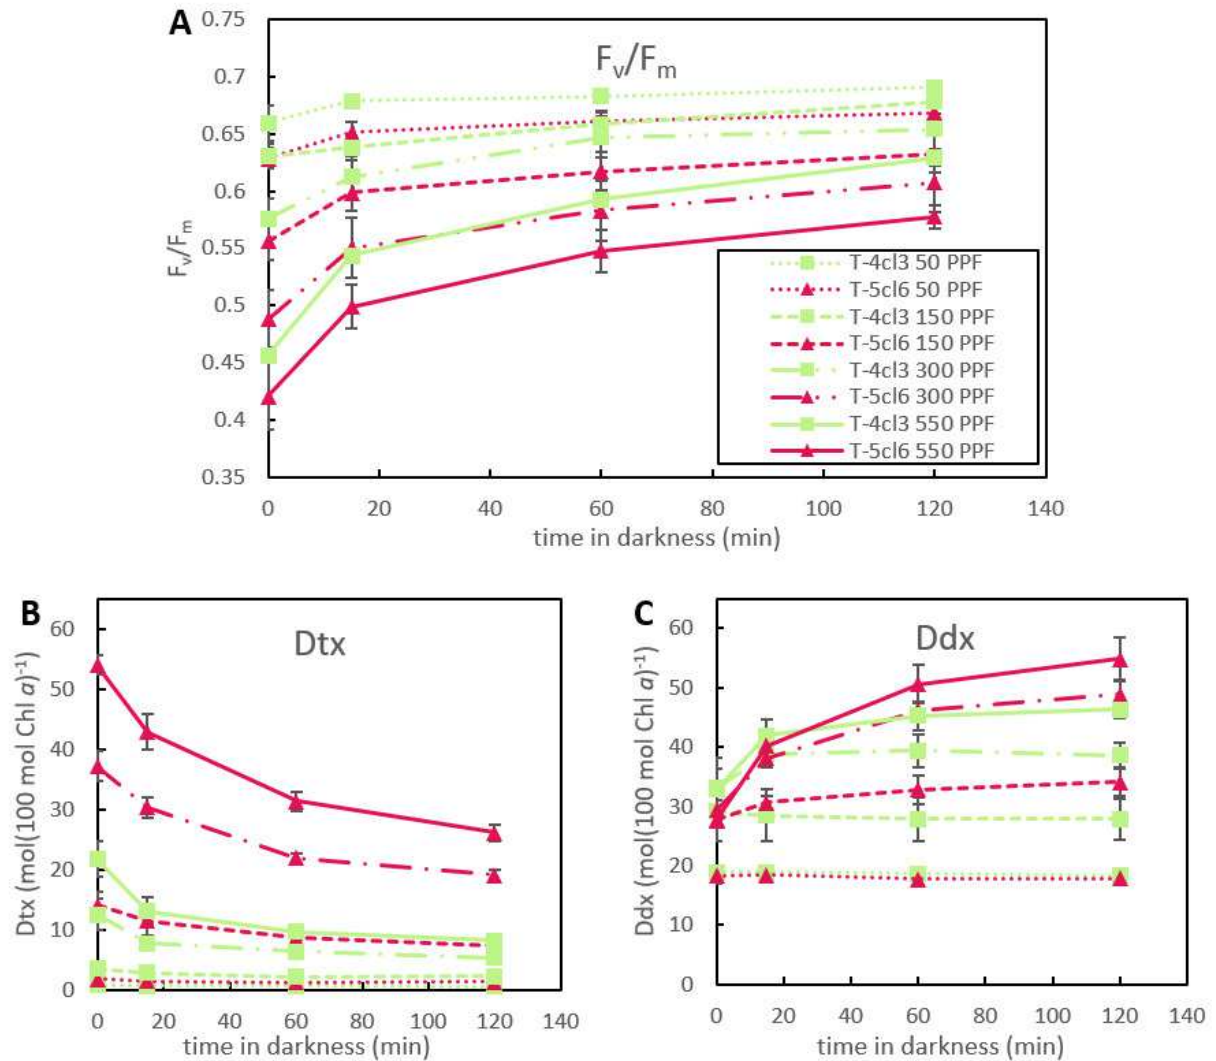 A
F_v/F_m
0.75
0.7
0.65
0.6
0.55
0.5
0.45
0.4
0.35
F_v/F_m
0 20 40 60 80 100 120 140
time in darkness (min)
T-4cl3 50 PPF
T-5cl6 50 PPF
T-4cl3 150 PPF
T-5cl6 150 PPF
T-4cl3 300 PPF
T-5cl6 300 PPF
T-4cl3 550 PPF
T-5cl6 550 PPF
B
Dtx
60
50
40
30
20
10
0
Dtx (mol(100 mol Chl a)⁻¹
0 20 40 60 80 100 120 140
time in darkness (min)
C
Ddx
60
50
40
30
20
10
0
Ddx (mol(100 mol Chl a)⁻¹
0 20 40 60 80 100 120 140
time in darkness (min)